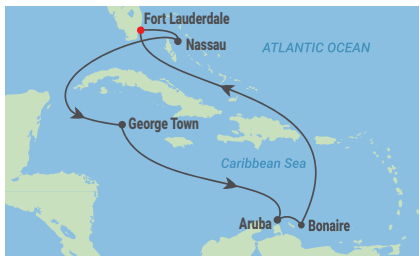 Fort Lauderdale
Nassau
ATLANTIC OCEAN
George Town
Caribbean Sea
Aruba
Bonaire